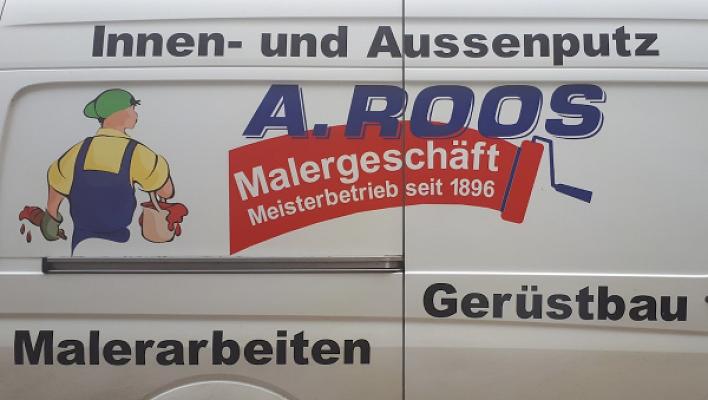 Innen- und Aussenputz
A. ROOS
Malergeschäft
Meisterbetrieb seit 1896
Gerüstbau
Malerarbeiten